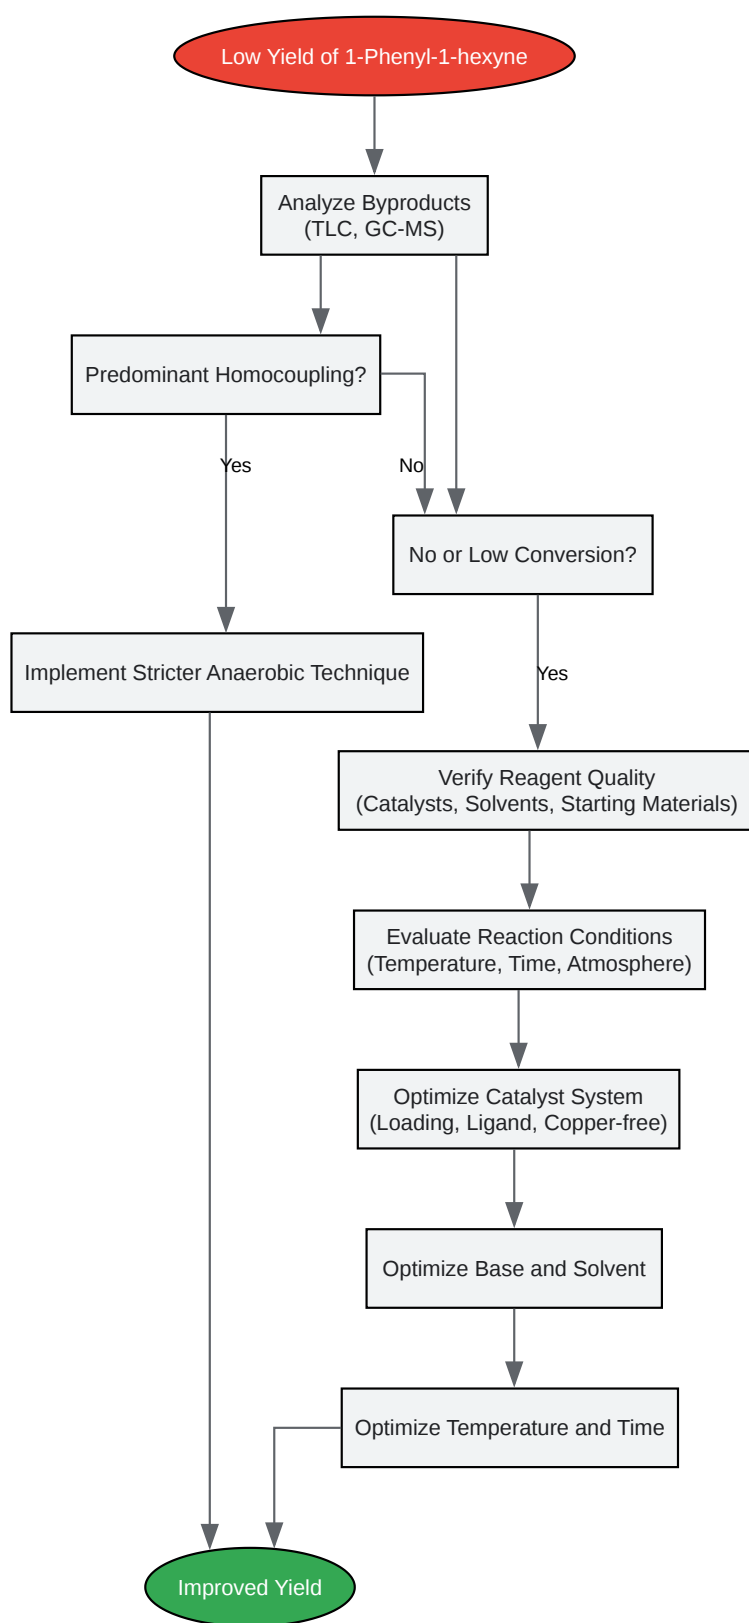 Low Yield of 1-Phenyl-1-hexyne
Analyze Byproducts
(TLC, GC-MS)
Predominant Homocoupling?
Yes
No
No or Low Conversion?
Implement Stricter Anaerobic Technique
Yes
Verify Reagent Quality
(Catalysts, Solvents, Starting Materials)
Evaluate Reaction Conditions
(Temperature, Time, Atmosphere)
Optimize Catalyst System
(Loading, Ligand, Copper-free)
Optimize Base and Solvent
Optimize Temperature and Time
Improved Yield